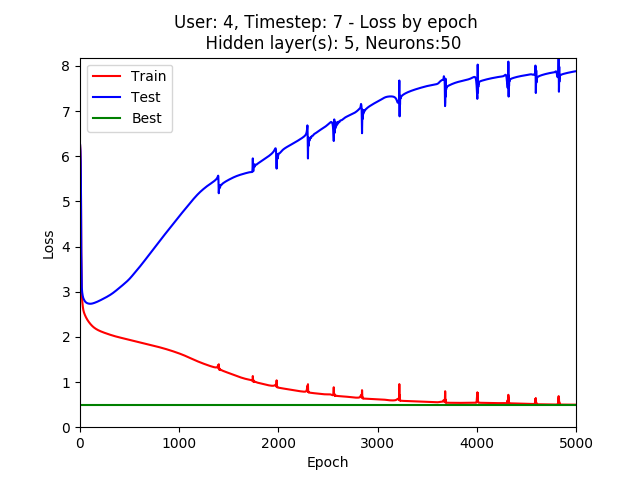 User: 4, Timestep: 7 - Loss by epoch
Hidden layer(s): 5, Neurons:50
Train
Test
Best
Loss
8
7
6
5
4
3
2
1
0
0 1000 2000 3000 4000 5000
Epoch